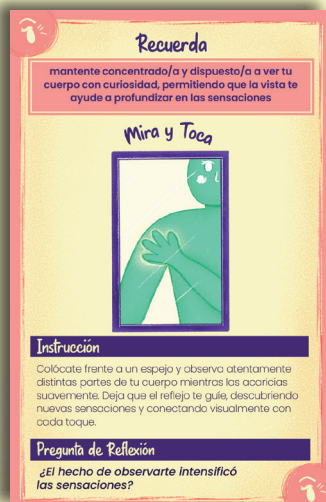 Recuerda
mantente concentrado/a y dispuesto/a a ver tu
cuerpo con curiosidad, permitiendo que la vista te
ayude a profundizar en las sensaciones
Mira y Toca
Instrucción
Colócate frente a un espejo y observa atentamente
distintas partes de tu cuerpo mientras las acaricias
suavemente. Deja que el reflejo te guíe, descubriendo
nuevas sensaciones y conectando visualmente con
cada toque.
Pregunta de Reflexión
¿El hecho de observarte intensificó
las sensaciones?